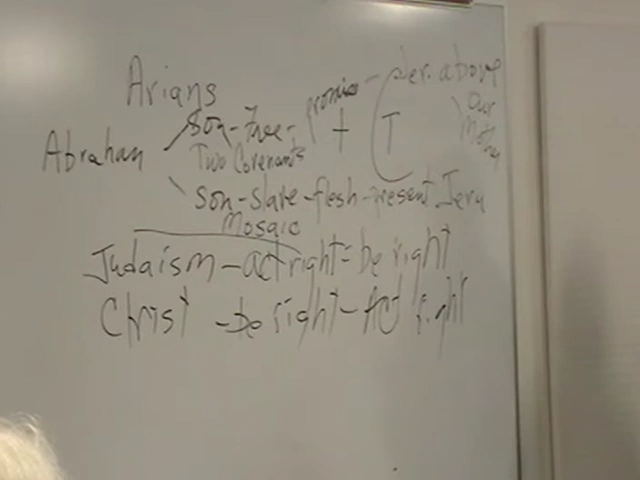 Arians
promise - Jer. above
Our Mother
Abraham
Son-Free-
Two Covenants
+ T
Son-slave-flesh-present Jeru
Mosaic
Judaism-act right=be right
Christ -be right-Act right